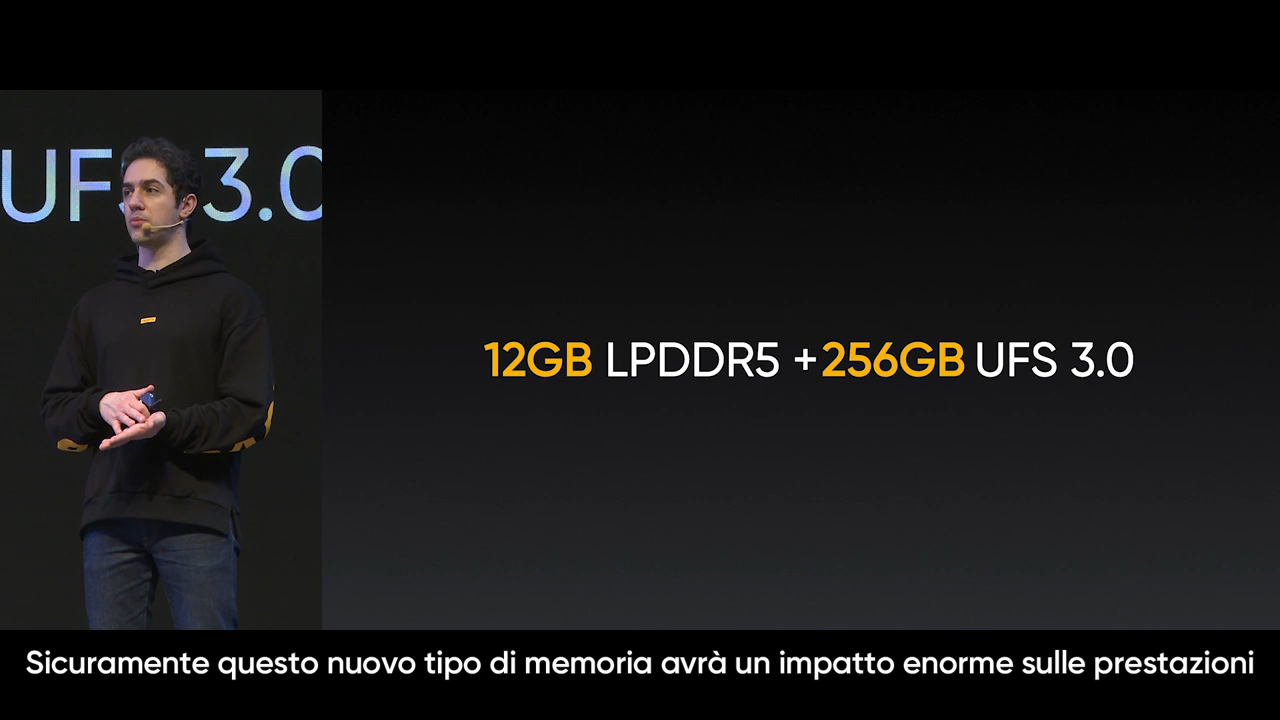 UFS 3.0
12GB LPDDR5 + 256GB UFS 3.0
Sicuramente questo nuovo tipo di memoria avrà un impatto enorme sulle prestazioni